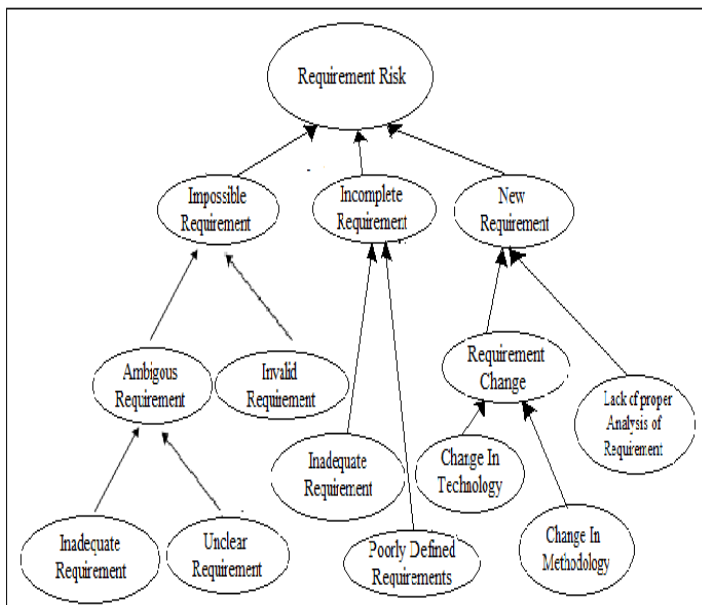 Requirement Risk
Impossible
Requirement
Incomplete
Requirement
New
Requirement
Ambigous
Requirement
Invalid
Requirement
Requirement
Change
Lack of proper
Analysis of
Requirement
Inadequate
Requirement
Change In
Technology
Inadequate
Requirement
Unclear
Requirement
Poorly Defined
Requirements
Change In
Methodology